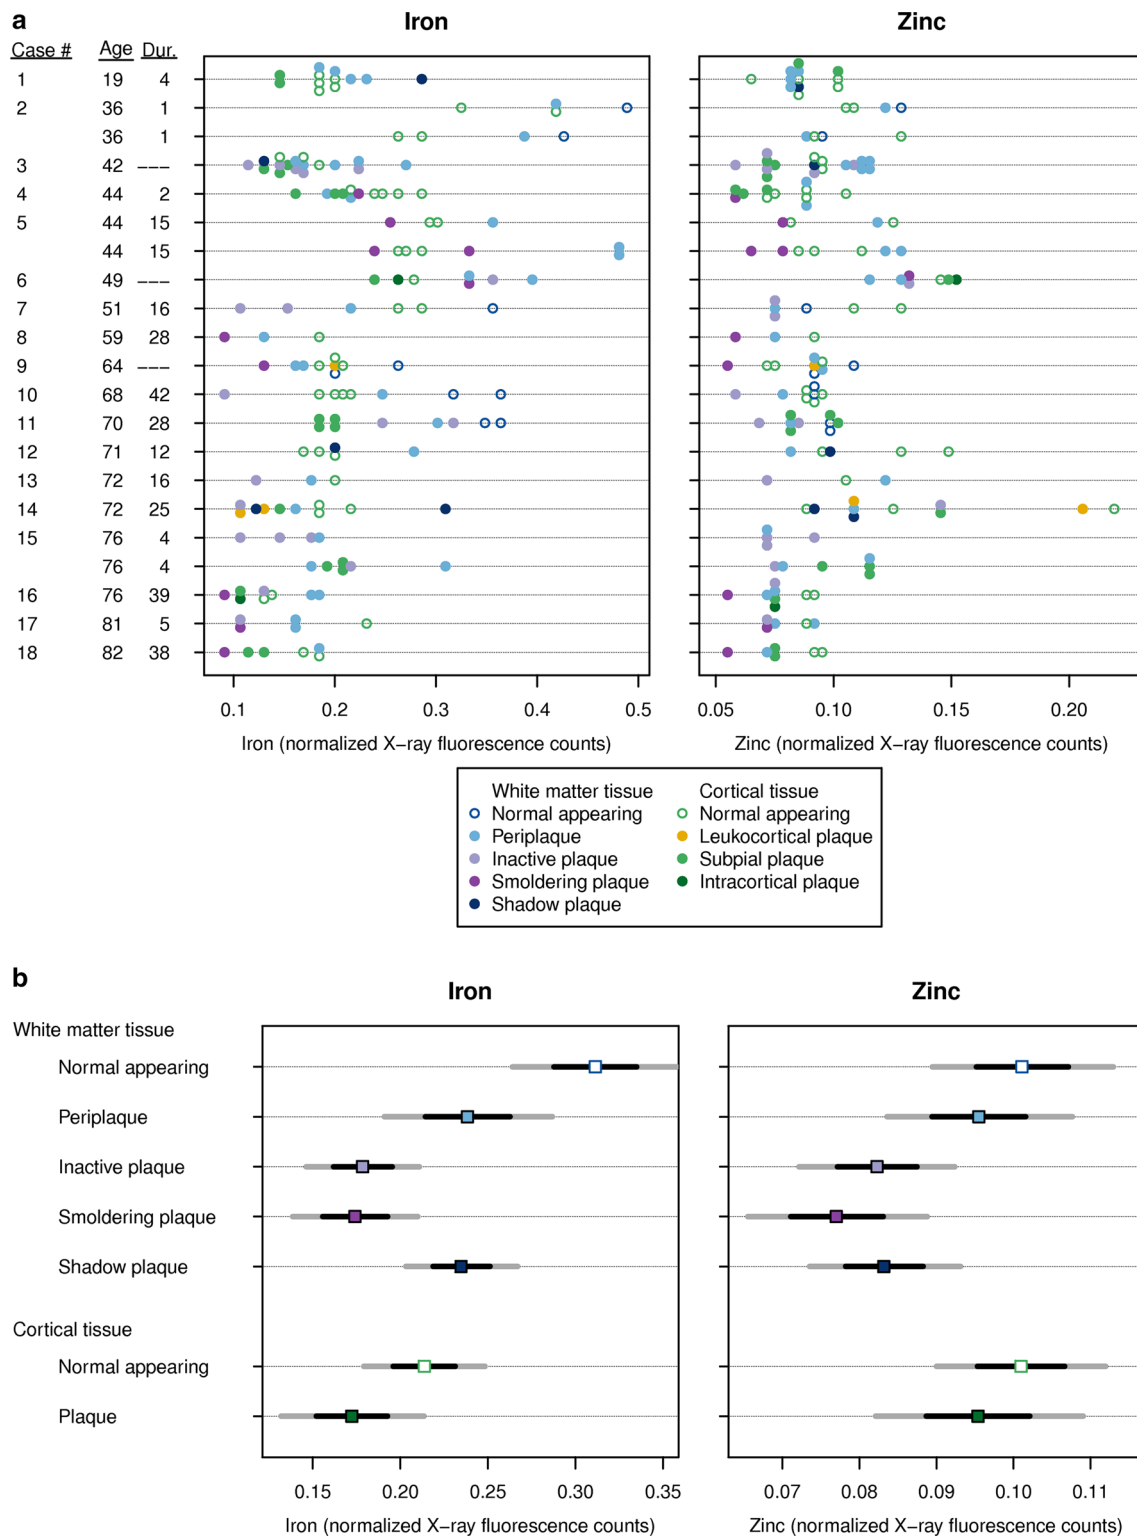 a
Iron Zinc
Case # Age Dur.
1 19 4
2 36 1
36 1
3 42 −−−
4 44 2
5 44 15
44 15
6 49 −−−
7 51 16
8 59 28
9 64 −−−
10 68 42
11 70 28
12 71 12
13 72 16
14 72 25
15 76 4
76 4
16 76 39
17 81 5
18 82 38
0.1 0.2 0.3 0.4 0.5 0.05 0.10 0.15 0.20
Iron (normalized X−ray fluorescence counts) Zinc (normalized X−ray fluorescence counts)
White matter tissue Cortical tissue
Normal appearing Normal appearing
Periplaque Leukocortical plaque
Inactive plaque Subpial plaque
Smoldering plaque Intracortical plaque
Shadow plaque
b
Iron Zinc
White matter tissue
Normal appearing
Periplaque
Inactive plaque
Smoldering plaque
Shadow plaque
Cortical tissue
Normal appearing
Plaque
0.15 0.20 0.25 0.30 0.35 0.07 0.08 0.09 0.10 0.11
Iron (normalized X−ray fluorescence counts) Zinc (normalized X−ray fluorescence counts)